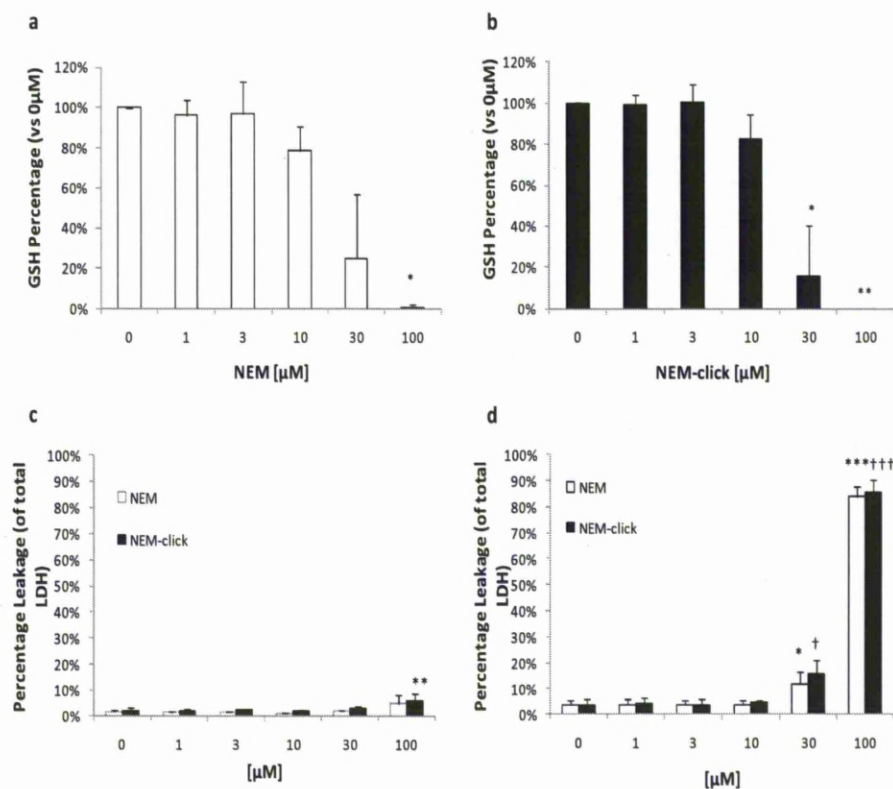 a
GSH Percentage (vs 0μM)
120%
100%
80%
60%
40%
20%
0%
*
0 1 3 10 30 100
NEM [μM]
b
GSH Percentage (vs 0μM)
120%
100%
80%
60%
40%
20%
0%
*
**
0 1 3 10 30 100
NEM-click [μM]
c
Percentage Leakage (of total
LDH)
100%
90%
80%
70%
60%
50%
40%
30%
20%
10%
0%
NEM
NEM-click
**
0 1 3 10 30 100
[μM]
d
Percentage Leakage (of total
LDH)
100%
90%
80%
70%
60%
50%
40%
30%
20%
10%
0%
NEM
NEM-click
* †
***†††
0 1 3 10 30 100
[μM]